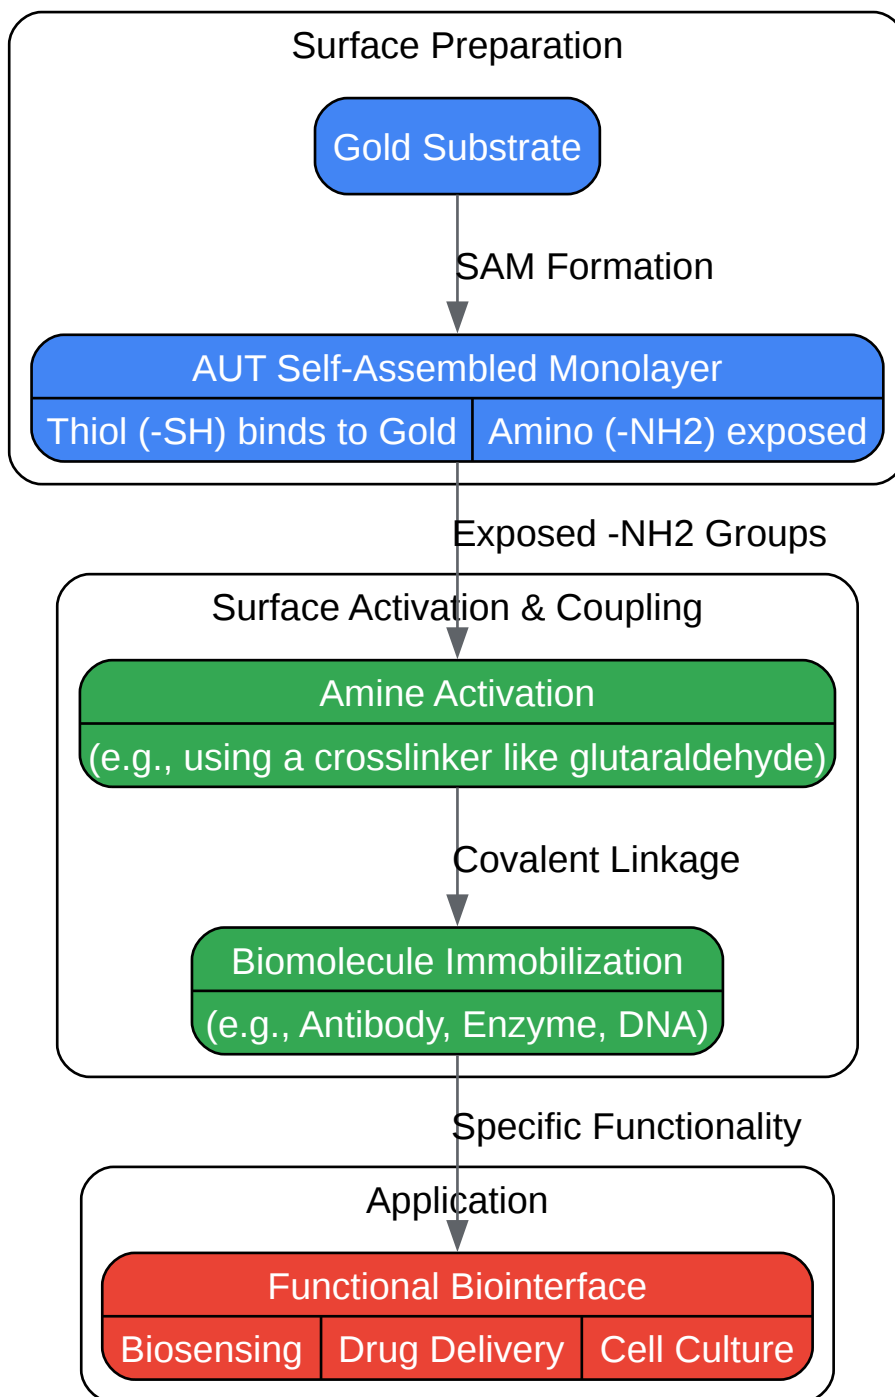 Surface Preparation
Gold Substrate
SAM Formation
AUT Self-Assembled Monolayer
Thiol (-SH) binds to Gold
Amino (-NH2) exposed
Exposed -NH2 Groups
Surface Activation & Coupling
Amine Activation
(e.g., using a crosslinker like glutaraldehyde)
Covalent Linkage
Biomolecule Immobilization
(e.g., Antibody, Enzyme, DNA)
Specific Functionality
Application
Functional Biointerface
Biosensing
Drug Delivery
Cell Culture